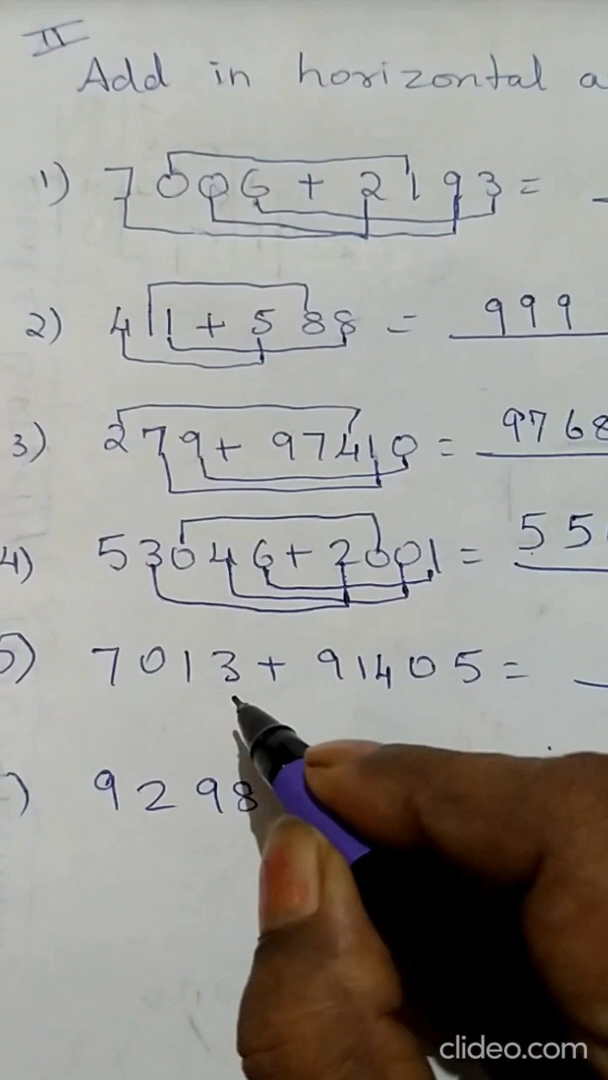 II
Add in horizontal a
1) 7006 + 2193 =
2) 411 + 588 = 999
3) 279 + 97410 = 9768
4) 53046 + 2001 = 55
5) 7013 + 91405 =
) 9298
clideo.com